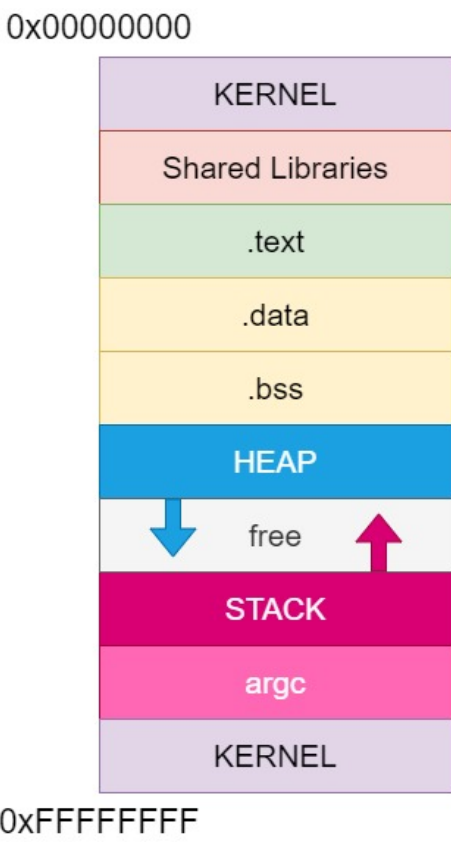 0x00000000
KERNEL
Shared Libraries
.text
.data
.bss
HEAP
free
STACK
argc
KERNEL
0xFFFFFFFF